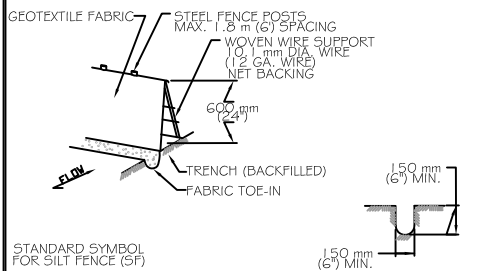 GEOTEXTILE FABRIC
STEEL FENCE POSTS
MAX. 1.8 m (6') SPACING
WOVEN WIRE SUPPORT
10.1 mm DIA. WIRE
(12 GA. WIRE)
NET BACKING
600 mm
(24")
TRENCH (BACKFILLED)
FABRIC TOE-IN
FLOW
150 mm
(6") MIN.
150 mm
(6") MIN.
STANDARD SYMBOL
FOR SILT FENCE (SF)